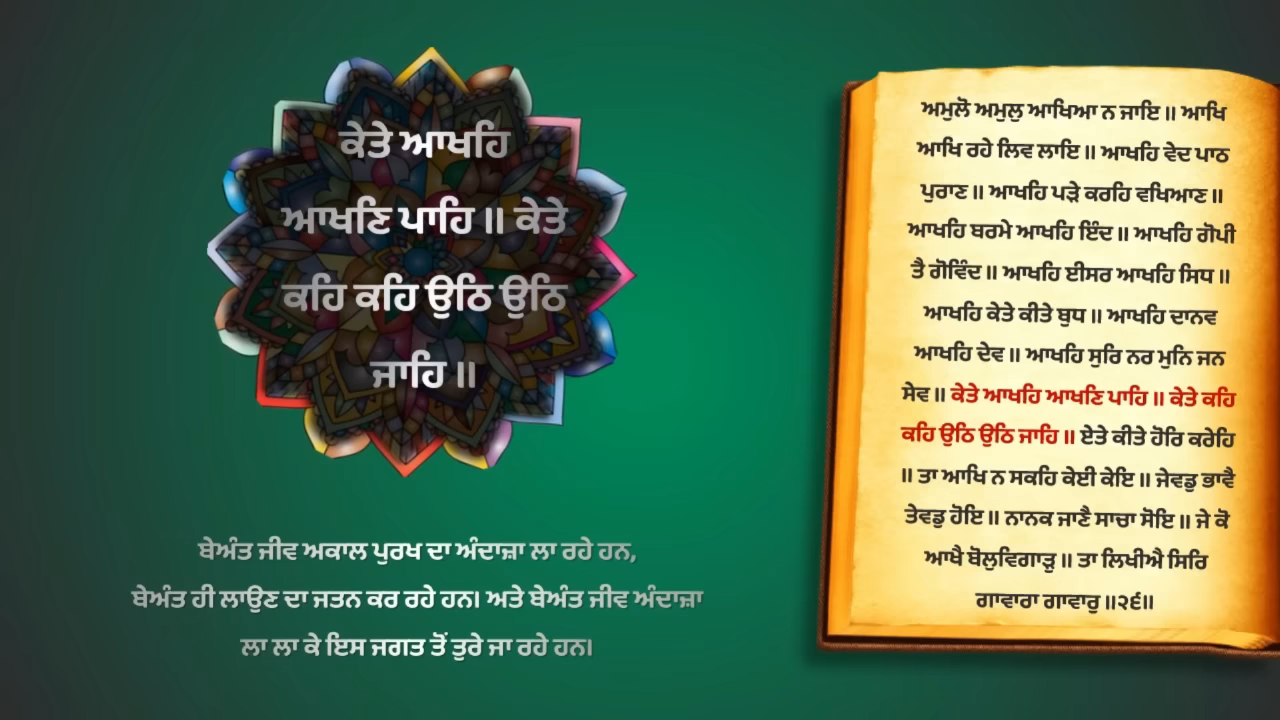 ਕੇਤੇ ਆਖਹਿ
ਆਖਣਿ ਪਾਹਿ ॥ ਕੇਤੇ
ਕਹਿ ਕਹਿ ਉਠਿ ਉਠਿ
ਜਾਹਿ ॥
ਬੇਅੰਤ ਜੀਵ ਅਕਾਲ ਪੁਰਖ ਦਾ ਅੰਦਾਜ਼ਾ ਲਾ ਰਹੇ ਹਨ,
ਬੇਅੰਤ ਹੀ ਲਾਉਣ ਦਾ ਜਤਨ ਕਰ ਰਹੇ ਹਨ। ਅਤੇ ਬੇਅੰਤ ਜੀਵ ਅੰਦਾਜ਼ਾ
ਲਾ ਲਾ ਕੇ ਇਸ ਜਗਤ ਤੋਂ ਤੁਰੇ ਜਾ ਰਹੇ ਹਨ।
ਅਮੁਲੋ ਅਮੁਲੁ ਆਖਿਆ ਨ ਜਾਇ ॥ ਆਖਿ
ਆਖਿ ਰਹੇ ਲਿਵ ਲਾਇ ॥ ਆਖਹਿ ਵੇਦ ਪਾਠ
ਪੁਰਾਣ ॥ ਆਖਹਿ ਪੜੇ ਕਰਹਿ ਵਖਿਆਣ ॥
ਆਖਹਿ ਬਰਮੇ ਆਖਹਿ ਇੰਦ ॥ ਆਖਹਿ ਗੋਪੀ
ਤੈ ਗੋਵਿੰਦ ॥ ਆਖਹਿ ਈਸਰ ਆਖਹਿ ਸਿਧ ॥
ਆਖਹਿ ਕੇਤੇ ਕੀਤੇ ਬੁਧ ॥ ਆਖਹਿ ਦਾਨਵ
ਆਖਹਿ ਦੇਵ ॥ ਆਖਹਿ ਸੁਰਿ ਨਰ ਮੁਨਿ ਜਨ
ਸੇਵ ॥ ਕੇਤੇ ਆਖਹਿ ਆਖਣਿ ਪਾਹਿ ॥ ਕੇਤੇ ਕਹਿ
ਕਹਿ ਉਠਿ ਉਠਿ ਜਾਹਿ ॥ ਏਤੇ ਕੀਤੇ ਹੋਰਿ ਕਰੇਹਿ
॥ ਤਾ ਆਖਿ ਨ ਸਕਹਿ ਕੇਈ ਕੇਇ ॥ ਜੇਵਡੁ ਭਾਵੈ
ਤੇਵਡੁ ਹੋਇ ॥ ਨਾਨਕ ਜਾਣੈ ਸਾਚਾ ਸੋਇ ॥ ਜੇ ਕੋ
ਆਖੈ ਬੋਲੁਵਿਗਾੜੁ ॥ ਤਾ ਲਿਖੀਐ ਸਿਰਿ
ਗਾਵਾਰਾ ਗਾਵਾਰੁ ॥੨੬॥